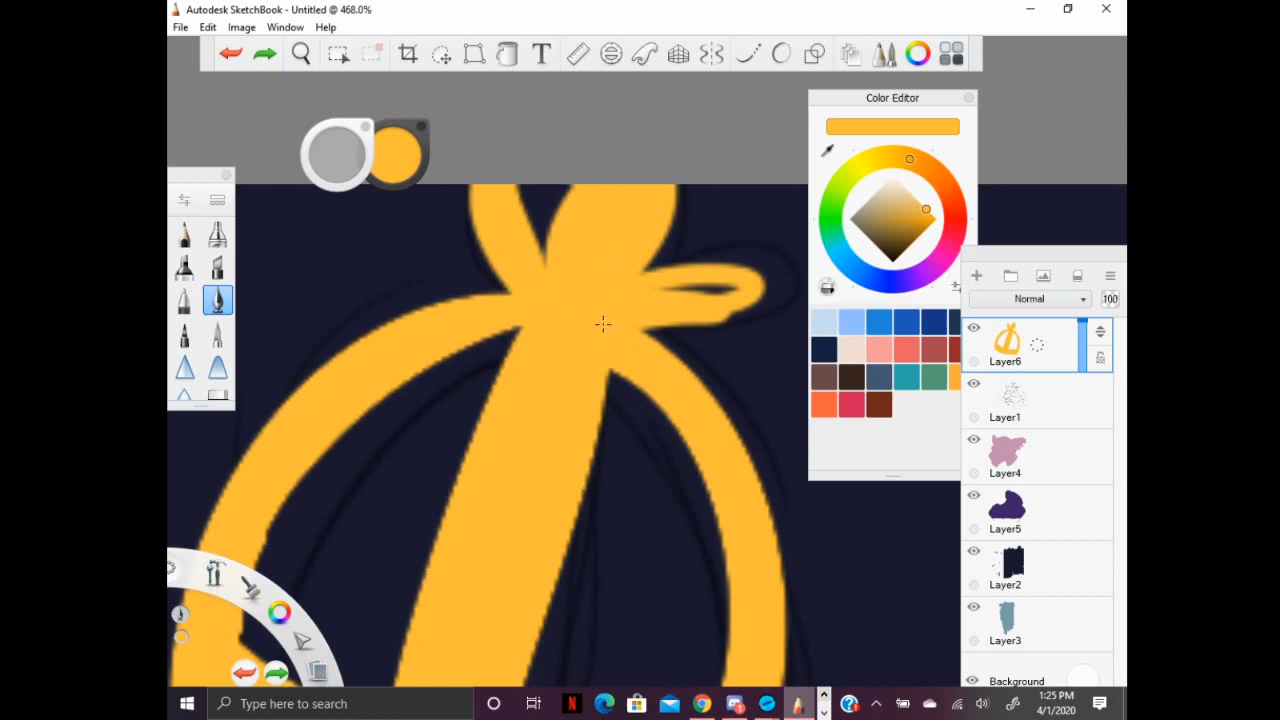 Autodesk SketchBook - Untitled @ 468.0%
File Edit Image Window Help
T
Color Editor
Normal 100
Layer6
Layer1
Layer4
Layer5
Layer2
Layer3
Background
Type here to search
N
1:25 PM
4/1/2020